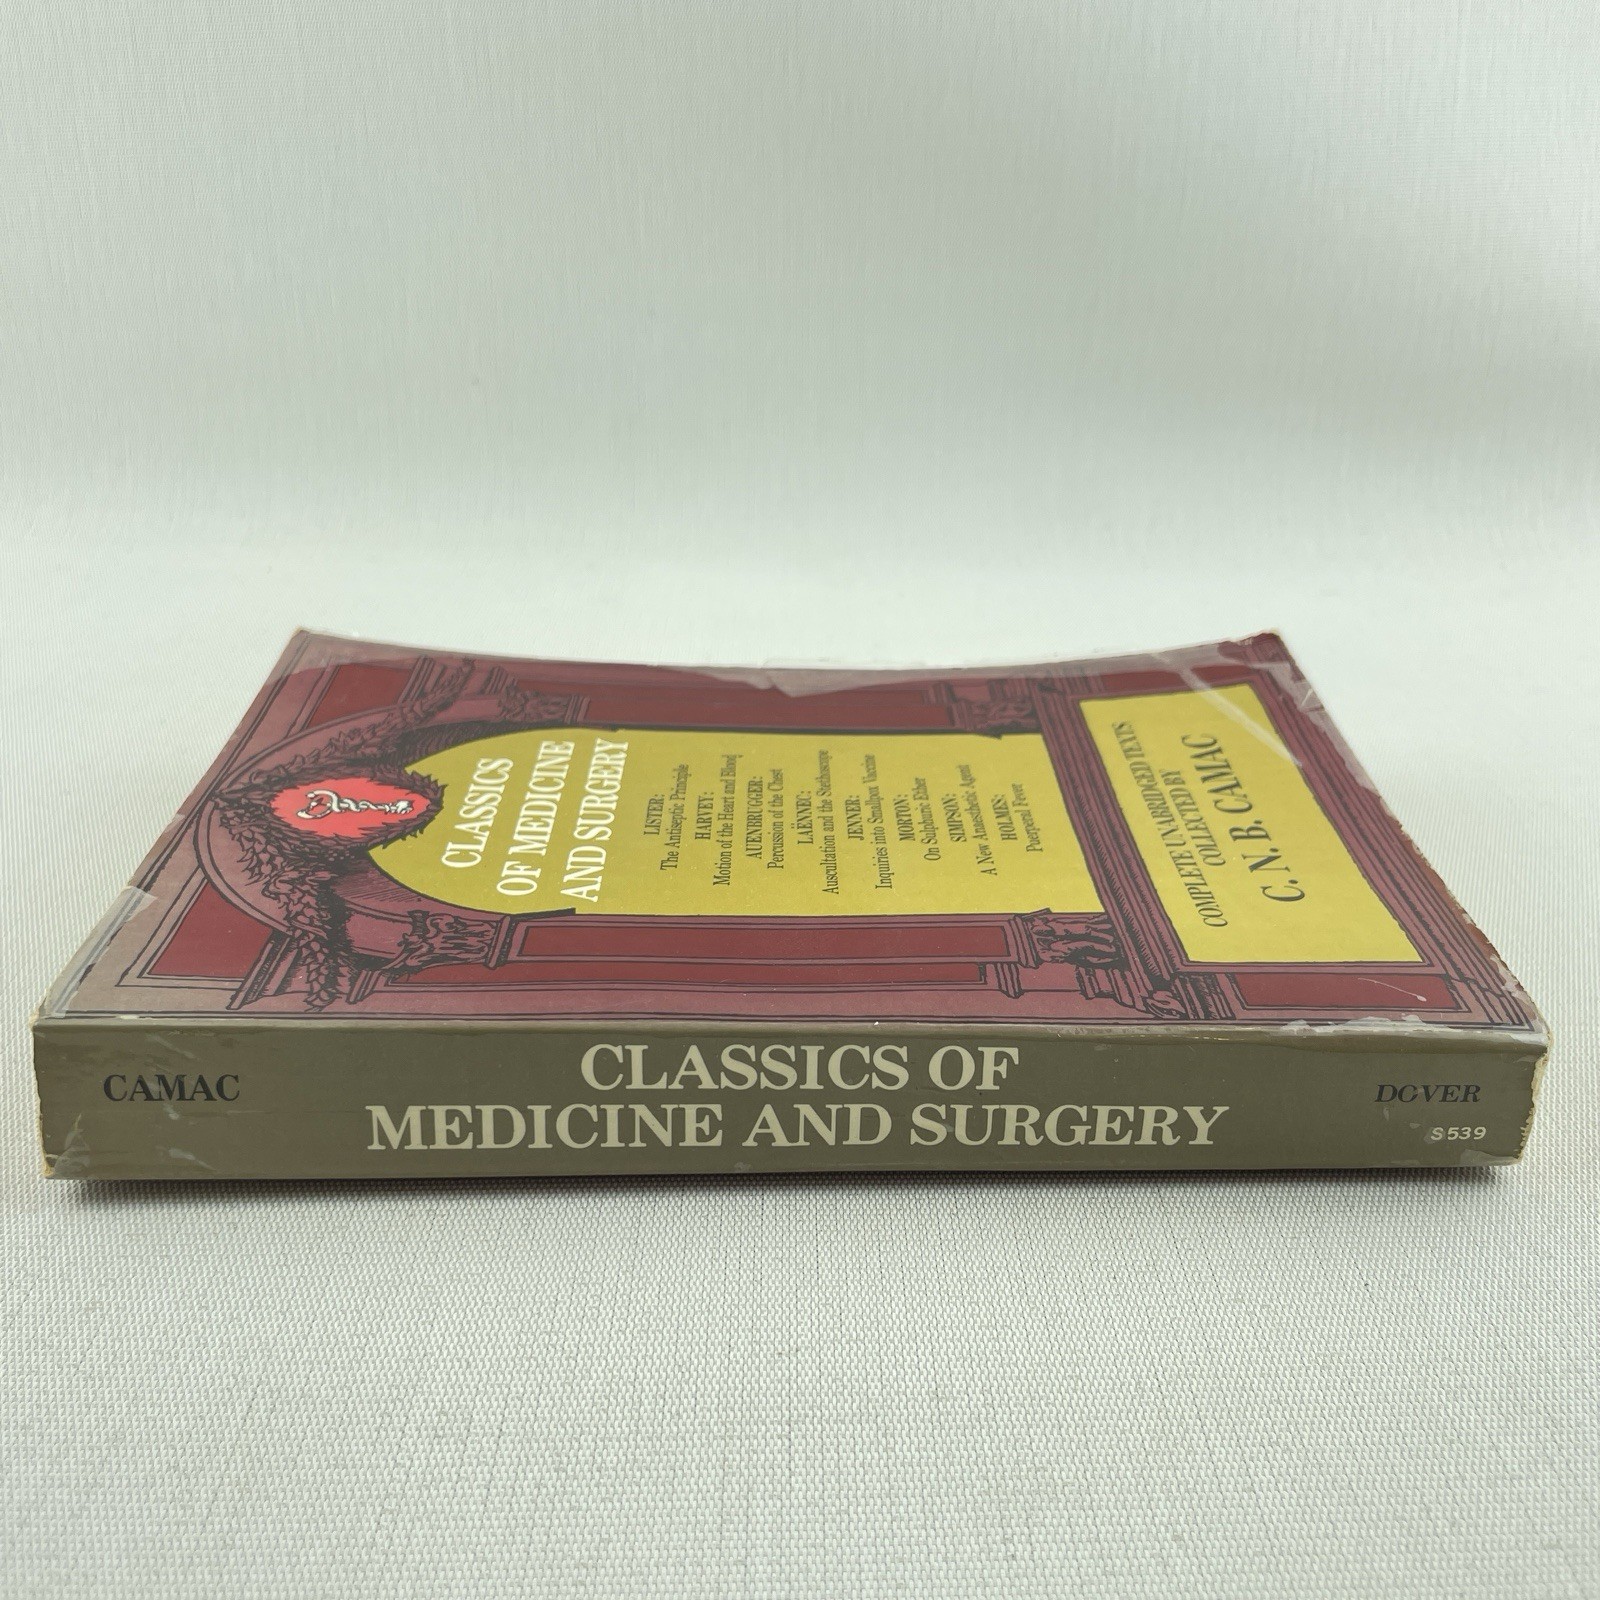 CLASSICS
OF MEDICINE
AND SURGERY
LISTER:
The Antiseptic Principle
HARVEY:
Motion of the Heart and Blood
AUENBRUGGER:
Percussion of the Chest
LAËNNEC:
Auscultation and the Stethoscope
JENNER:
Inquiries into Smallpox Vaccine
MORTON:
On Sulphuric Ether
SIMPSON:
A New Anaesthetic Agent
HOLMES:
Puerperal Fever
COMPLETE UNABRIDGED TEXTS
COLLECTED BY
C. N. B. CAMAC
CAMAC
CLASSICS OF
MEDICINE AND SURGERY
DOVER
S539